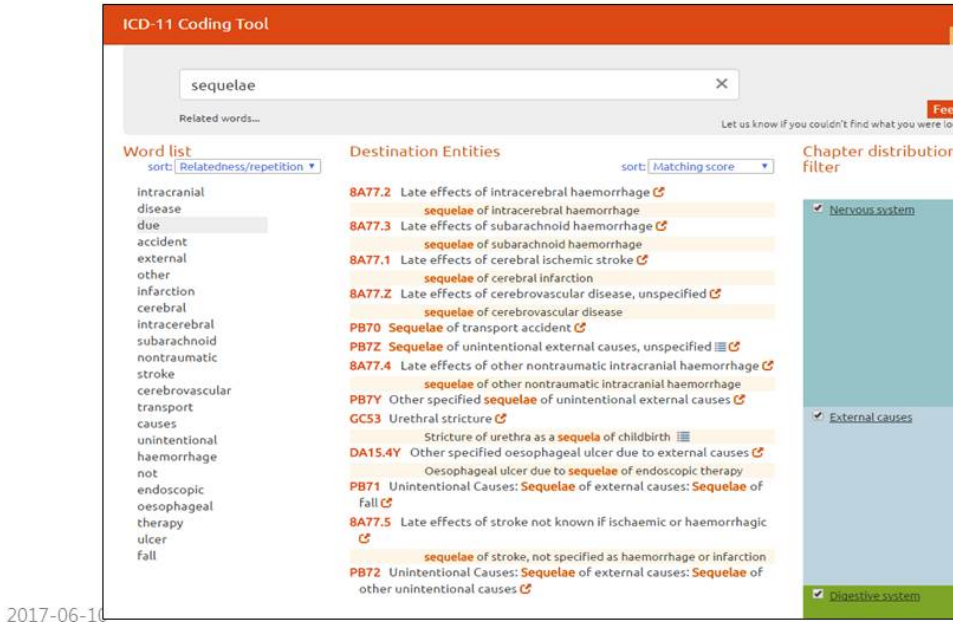 ICD-11 Coding Tool
sequelae
Related words...
Fee
Let us know if you couldn't find what you were lo
Word list
sort: Relatedness/repetition
intracranial
disease
due
accident
external
other
infarction
cerebral
intracerebral
subarachnoid
nontraumatic
stroke
cerebrovascular
transport
causes
unintentional
haemorrhage
not
endoscopic
oesophageal
therapy
ulcer
fall
Destination Entities
sort: Matching score
8A77.2 Late effects of intracerebral haemorrhage
sequelae of intracerebral haemorrhage
8A77.3 Late effects of subarachnoid haemorrhage
sequelae of subarachnoid haemorrhage
8A77.1 Late effects of cerebral ischemic stroke
sequelae of cerebral infarction
8A77.Z Late effects of cerebrovascular disease, unspecified
sequelae of cerebrovascular disease
PB70 Sequelae of transport accident
PB7Z Sequelae of unintentional external causes, unspecified
8A77.4 Late effects of other nontraumatic intracranial haemorrhage
sequelae of other nontraumatic intracranial haemorrhage
PB7Y Other specified sequelae of unintentional external causes
GC53 Urethral stricture
Stricture of urethra as a sequela of childbirth
DA15.4Y Other specified oesophageal ulcer due to external causes
Oesophageal ulcer due to sequelae of endoscopic therapy
PB71 Unintentional Causes: Sequelae of external causes: Sequelae of
fall
8A77.5 Late effects of stroke not known if ischaemic or haemorrhagic
sequelae of stroke, not specified as haemorrhage or infarction
PB72 Unintentional Causes: Sequelae of external causes: Sequelae of
other unintentional causes
Chapter distribution
filter
Nervous system
External causes
Digestive system
2017-06-10